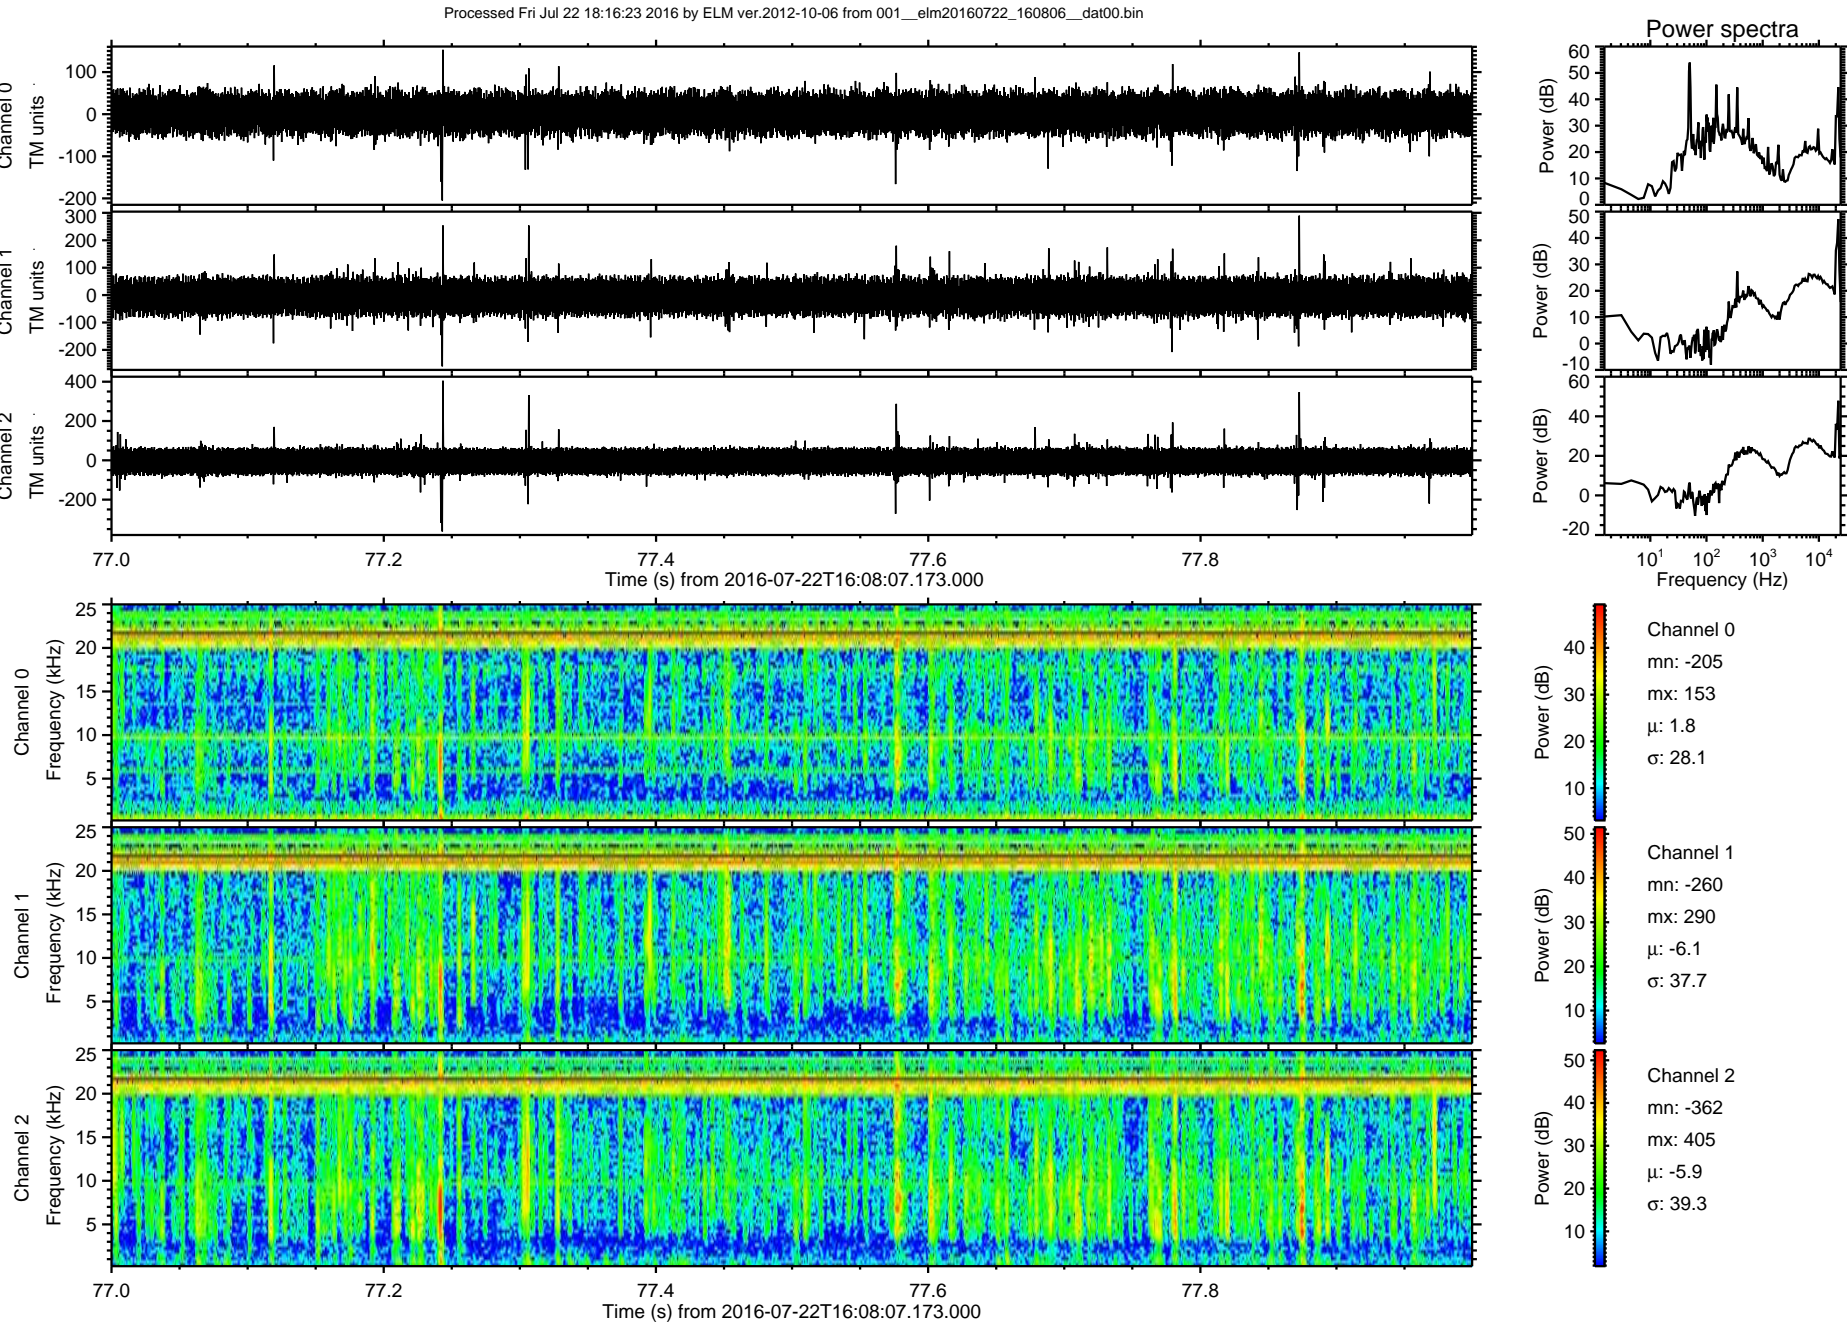 Processed Fri Jul 22 18:16:23 2016 by ELM ver.2012-10-06 from 001__elm20160722_160806__dat00.bin
Power spectra
Channel 0
TM units
100
0
-100
-200
Power (dB)
60
50
40
30
20
10
0
Channel 1
TM units
300
200
100
0
-100
-200
Power (dB)
50
40
30
20
10
0
-10
Channel 2
TM units
400
200
0
-200
Power (dB)
60
40
20
0
-20
77.0 77.2 77.4 77.6 77.8
Time (s) from 2016-07-22T16:08:07.173.000
10¹ 10² 10³ 10⁴
Frequency (Hz)
Channel 0
Frequency (kHz)
25
20
15
10
5
Power (dB)
40
30
20
10
Channel 0
mn: -205
mx: 153
μ: 1.8
σ: 28.1
Channel 1
Frequency (kHz)
25
20
15
10
5
Power (dB)
50
40
30
20
10
Channel 1
mn: -260
mx: 290
μ: -6.1
σ: 37.7
Channel 2
Frequency (kHz)
25
20
15
10
5
Power (dB)
50
40
30
20
10
Channel 2
mn: -362
mx: 405
μ: -5.9
σ: 39.3
77.0 77.2 77.4 77.6 77.8
Time (s) from 2016-07-22T16:08:07.173.000